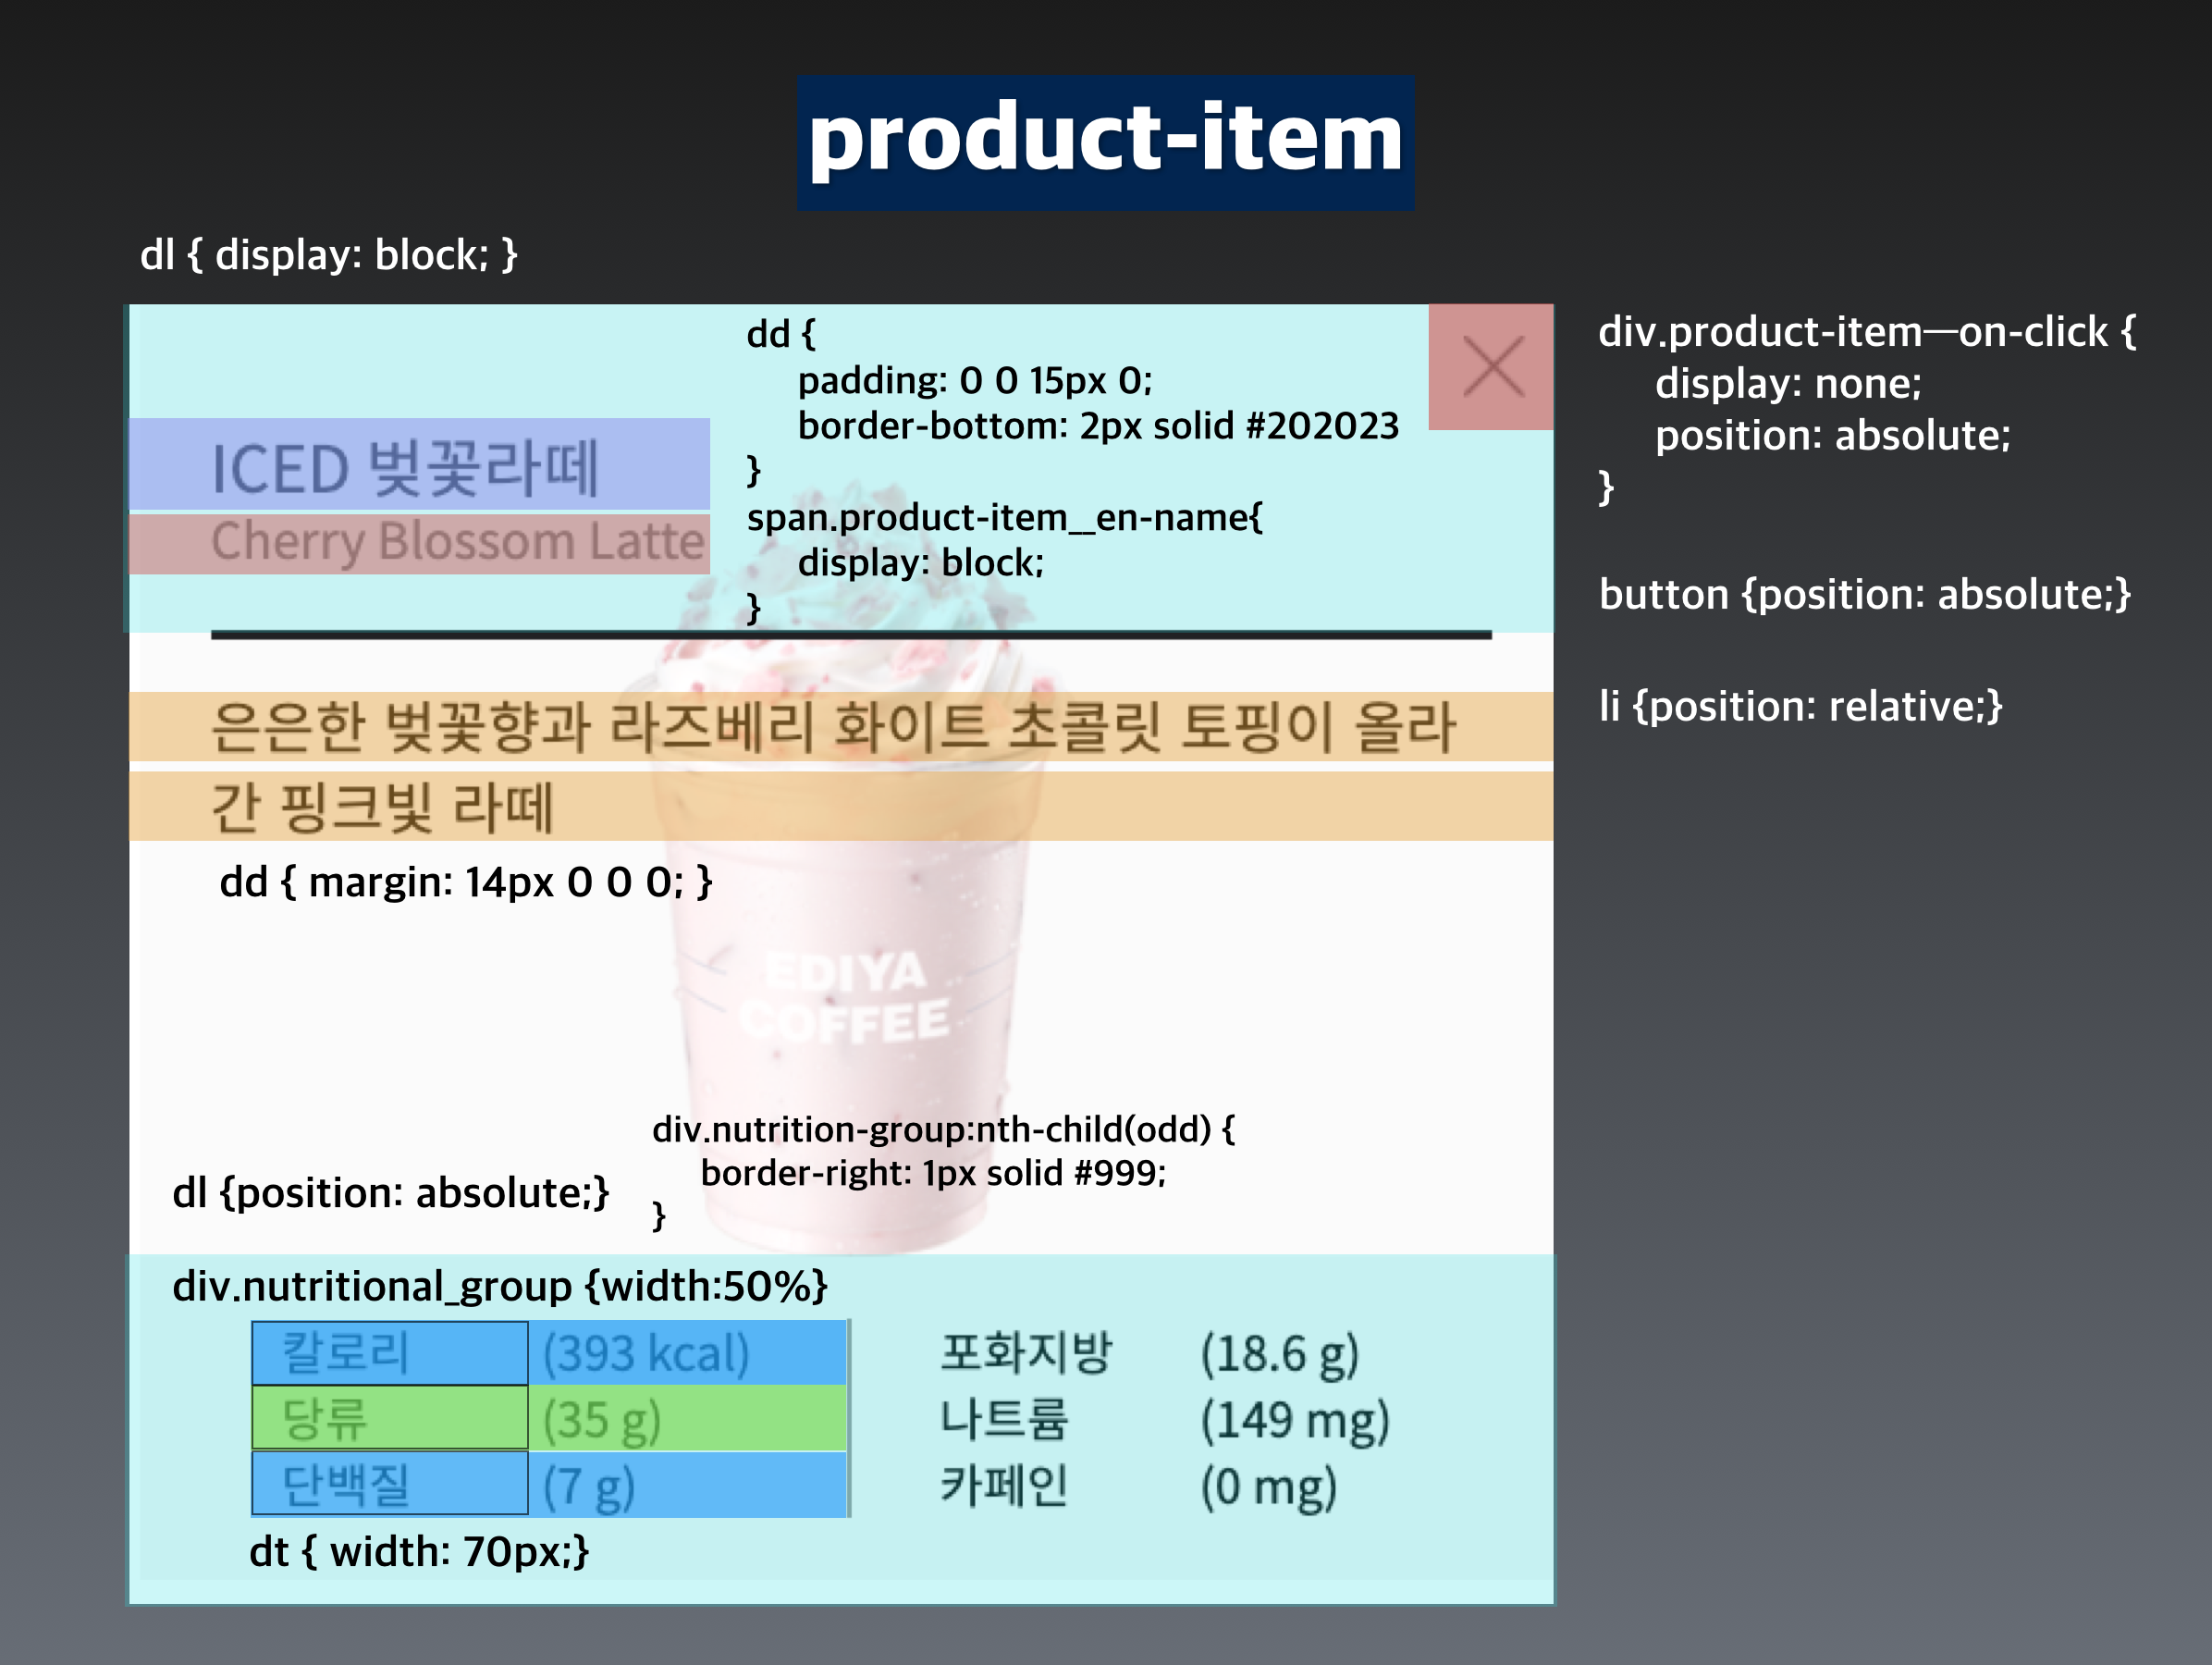 product-item
dl { display: block; }
dd {
padding: 0 0 15px 0;
border-bottom: 2px solid #202023
}
span.product-item__en-name{
display: block;
}
ICED 벚꽃라떼
Cherry Blossom Latte
div.product-item—on-click {
display: none;
position: absolute;
}
button {position: absolute;}
li {position: relative;}
은은한 벚꽃향과 라즈베리 화이트 초콜릿 토핑이 올라
간 핑크빛 라떼
dd { margin: 14px 0 0 0; }
EDIYA
COFFEE
div.nutrition-group:nth-child(odd) {
border-right: 1px solid #999;
}
dl {position: absolute;}
div.nutritional_group {width:50%}
칼로리 (393 kcal) 포화지방 (18.6 g)
당류 (35 g) 나트륨 (149 mg)
단백질 (7 g) 카페인 (0 mg)
dt { width: 70px;}